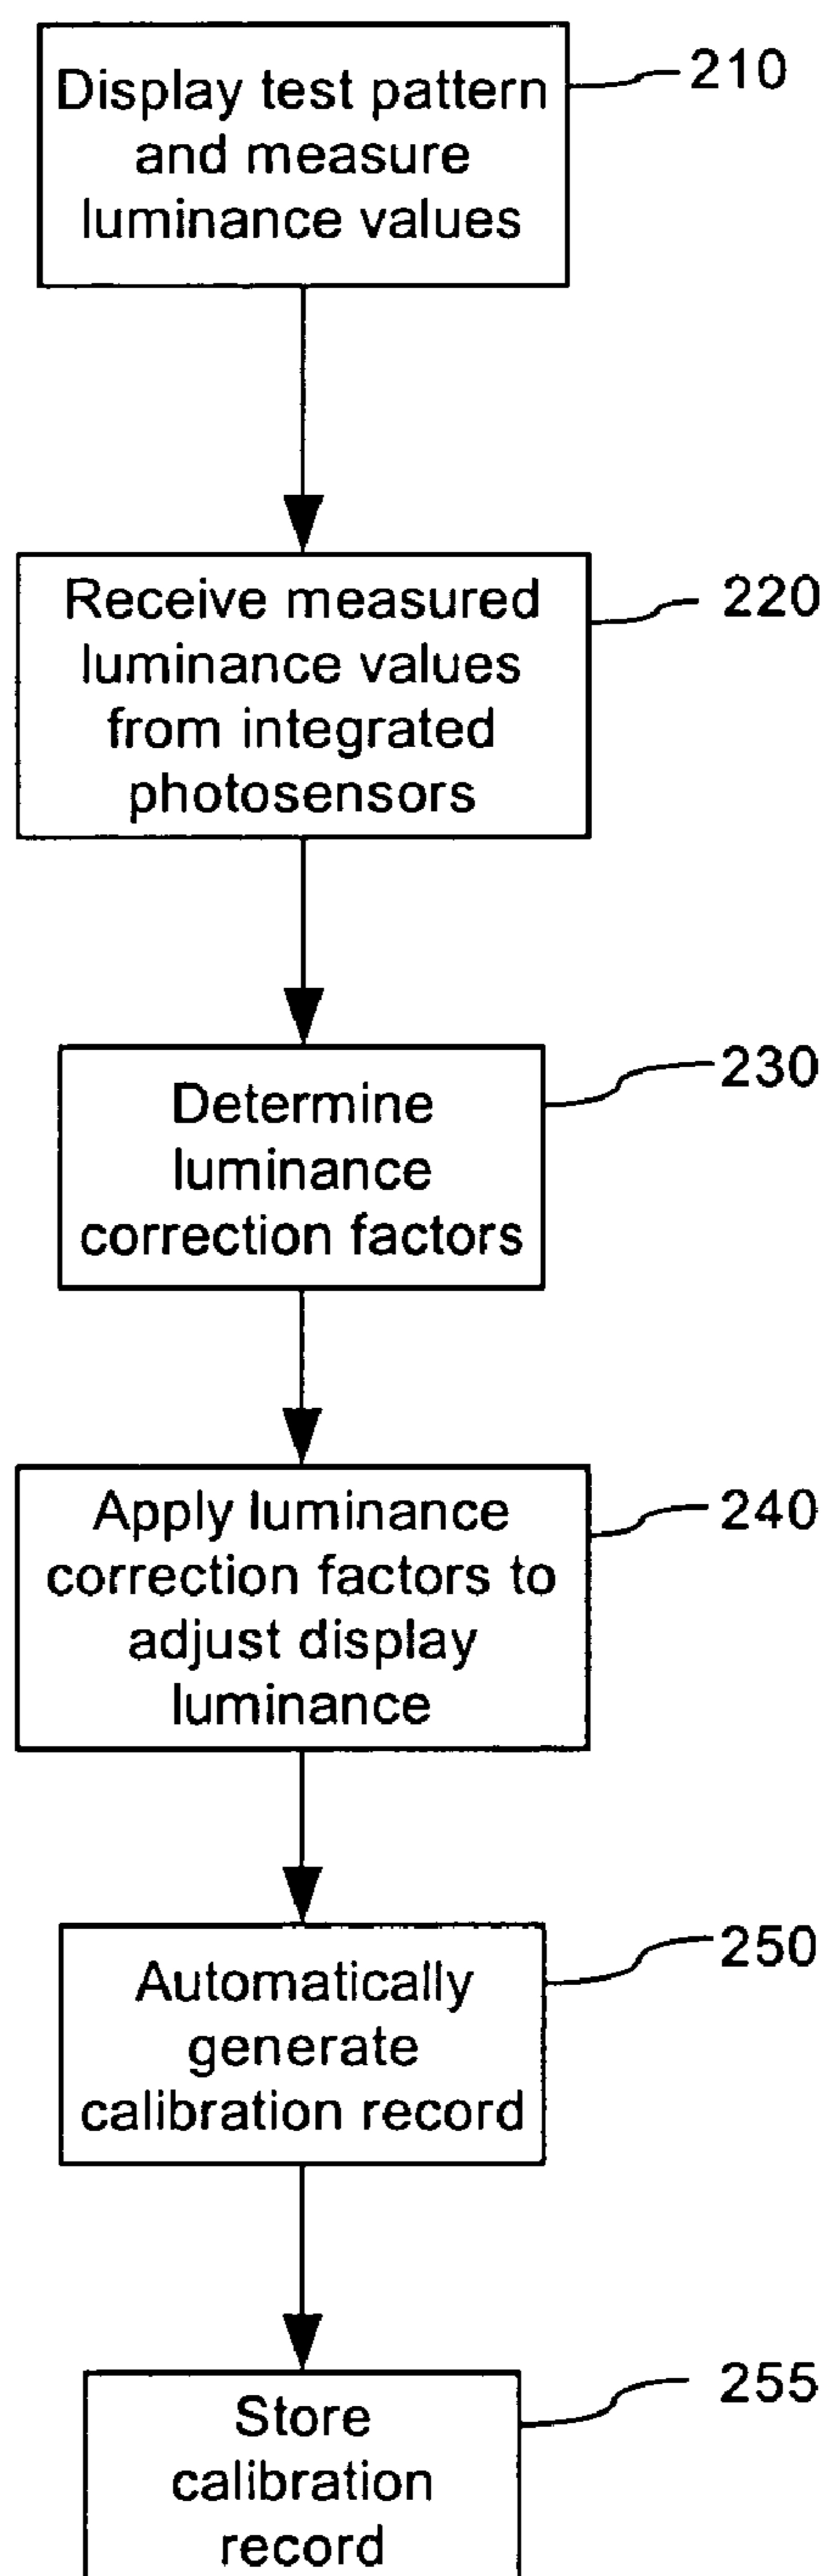 Display test pattern
and measure
luminance values
210
Receive measured
luminance values
from integrated
photosensors
220
Determine
luminance
correction factors
230
Apply luminance
correction factors to
adjust display
luminance
240
Automatically
generate
calibration record
250
Store
calibration
record
255